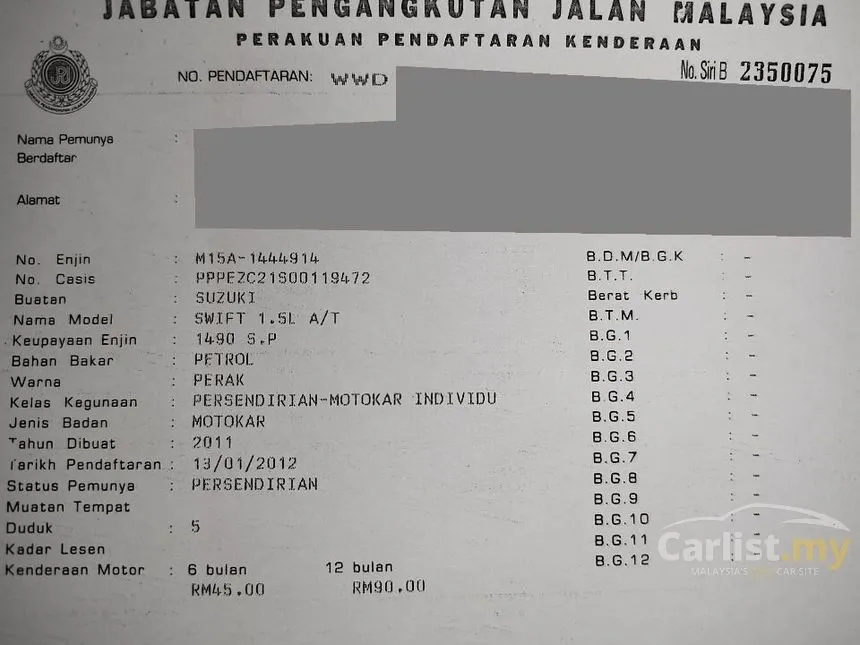 JABATAN PENGANGKUTAN JALAN MALAYSIA
PERAKUAN PENDAFTARAN KENDERAAN
NO. PENDAFTARAN: WWD
No. Siri B 2350075
Nama Pemunya :
Berdaftar
Alamat :
No. Enjin : M15A-1444914 B.D.M/B.G.K : -
No. Casis : PPPEZC21S00119472 B.T.T. : -
Buatan : SUZUKI Berat Kerb : -
Nama Model : SWIFT 1.5L A/T B.T.M. : -
Keupayaan Enjin : 1490 S.P B.G.1 : -
Bahan Bakar : PETROL B.G.2 : -
Warna : PERAK B.G.3 : -
Kelas Kegunaan : PERSENDIRIAN-MOTOKAR INDIVIDU B.G.4 : -
Jenis Badan : MOTOKAR B.G.5 : -
Tahun Dibuat : 2011 B.G.6 : -
Tarikh Pendaftaran : 13/01/2012 B.G.7 : -
Status Pemunya : PERSENDIRIAN B.G.8 : -
Muatan Tempat B.G.9 : -
Duduk : 5 B.G.10 : -
Kadar Lesen B.G.11 : -
Kenderaan Motor : 6 bulan 12 bulan B.G.12 : -
RM45.00 RM90.00
Carlist.my
MALAYSIA'S CAR SITE